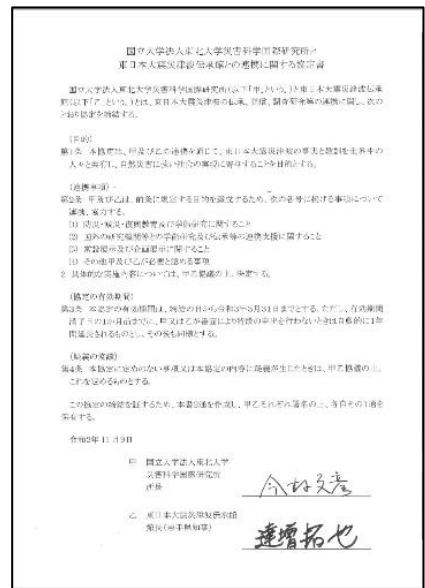 国立大学法人東北大学災害科学国際研究所と
東日本大震災津波伝承館との連携に関する協定書
国立大学法人東北大学災害科学国際研究所(以下「甲」という。)と東日本大震災津波伝承
館(以下「乙」という。)とは、東日本大震災津波の伝承、発信、調査研究等の連携に関し、次の
とおり協定を締結する。
(目的)
第1条 本協定は、甲及び乙の連携を通じて、東日本大震災津波の事実と教訓を世界中の
人々と共有し、自然災害に強い社会の実現に寄与することを目的とする。
(連携事項)
第2条 甲及び乙は、前条に規定する目的を達成するため、次の各号に掲げる事項について
連携、協力する。
(1) 防災・減災・復興教育及び学術研究に関すること
(2) 国内外の研究機関等との学術研究及び伝承等の連携支援に関すること
(3) 常設展示及び企画展示に関すること
(4) その他甲及び乙が必要と認める事項
2 具体的な実施内容については、甲乙協議の上、決定する。
(協定の有効期間)
第3条 本協定の有効期間は、締結の日から令和3年3月31日までとする。ただし、有効期間
満了日の1か月前までに、甲又は乙が書面により特段の申出を行わないときは自動的に1年
間延長されるものとし、その後も同様とする。
(疑義の決議)
第4条 本協定に定めのない事項又は本協定の内容に疑義が生じたときは、甲乙協議の上、
これを定めるものとする。
この協定の締結を証するため、本書2通を作成し、甲乙それぞれ署名の上、各自その1通を
保有する。
令和2年11月9日
甲 国立大学法人東北大学
災害科学国際研究所
所長 今村文彦
乙 東日本大震災津波伝承館
館長(岩手県知事) 達増拓也